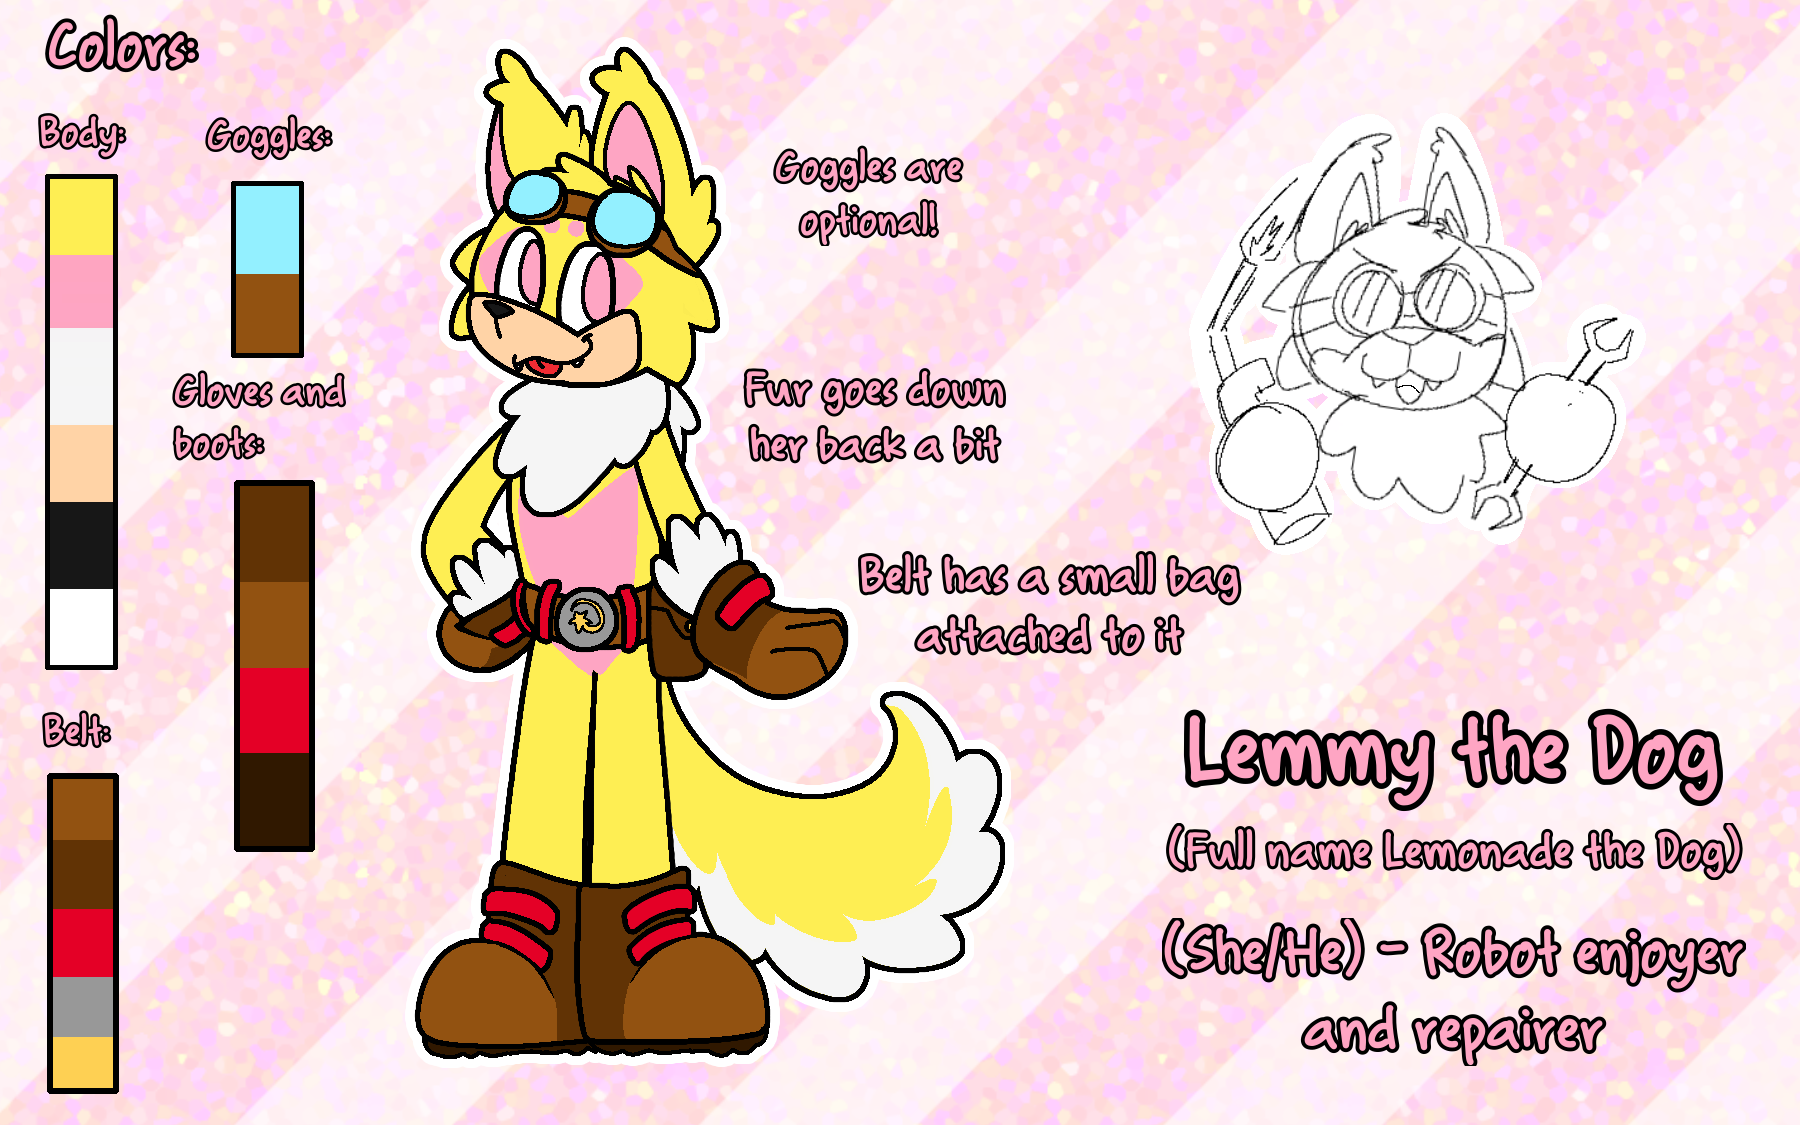 Colors:
Body:
Goggles:
Gloves and
boots:
Belt:
Goggles are
optional!
Fur goes down
her back a bit
Belt has a small bag
attached to it
Lemmy the Dog
(Full name Lemonade the Dog)
(She/He) - Robot enjoyer
and repairer